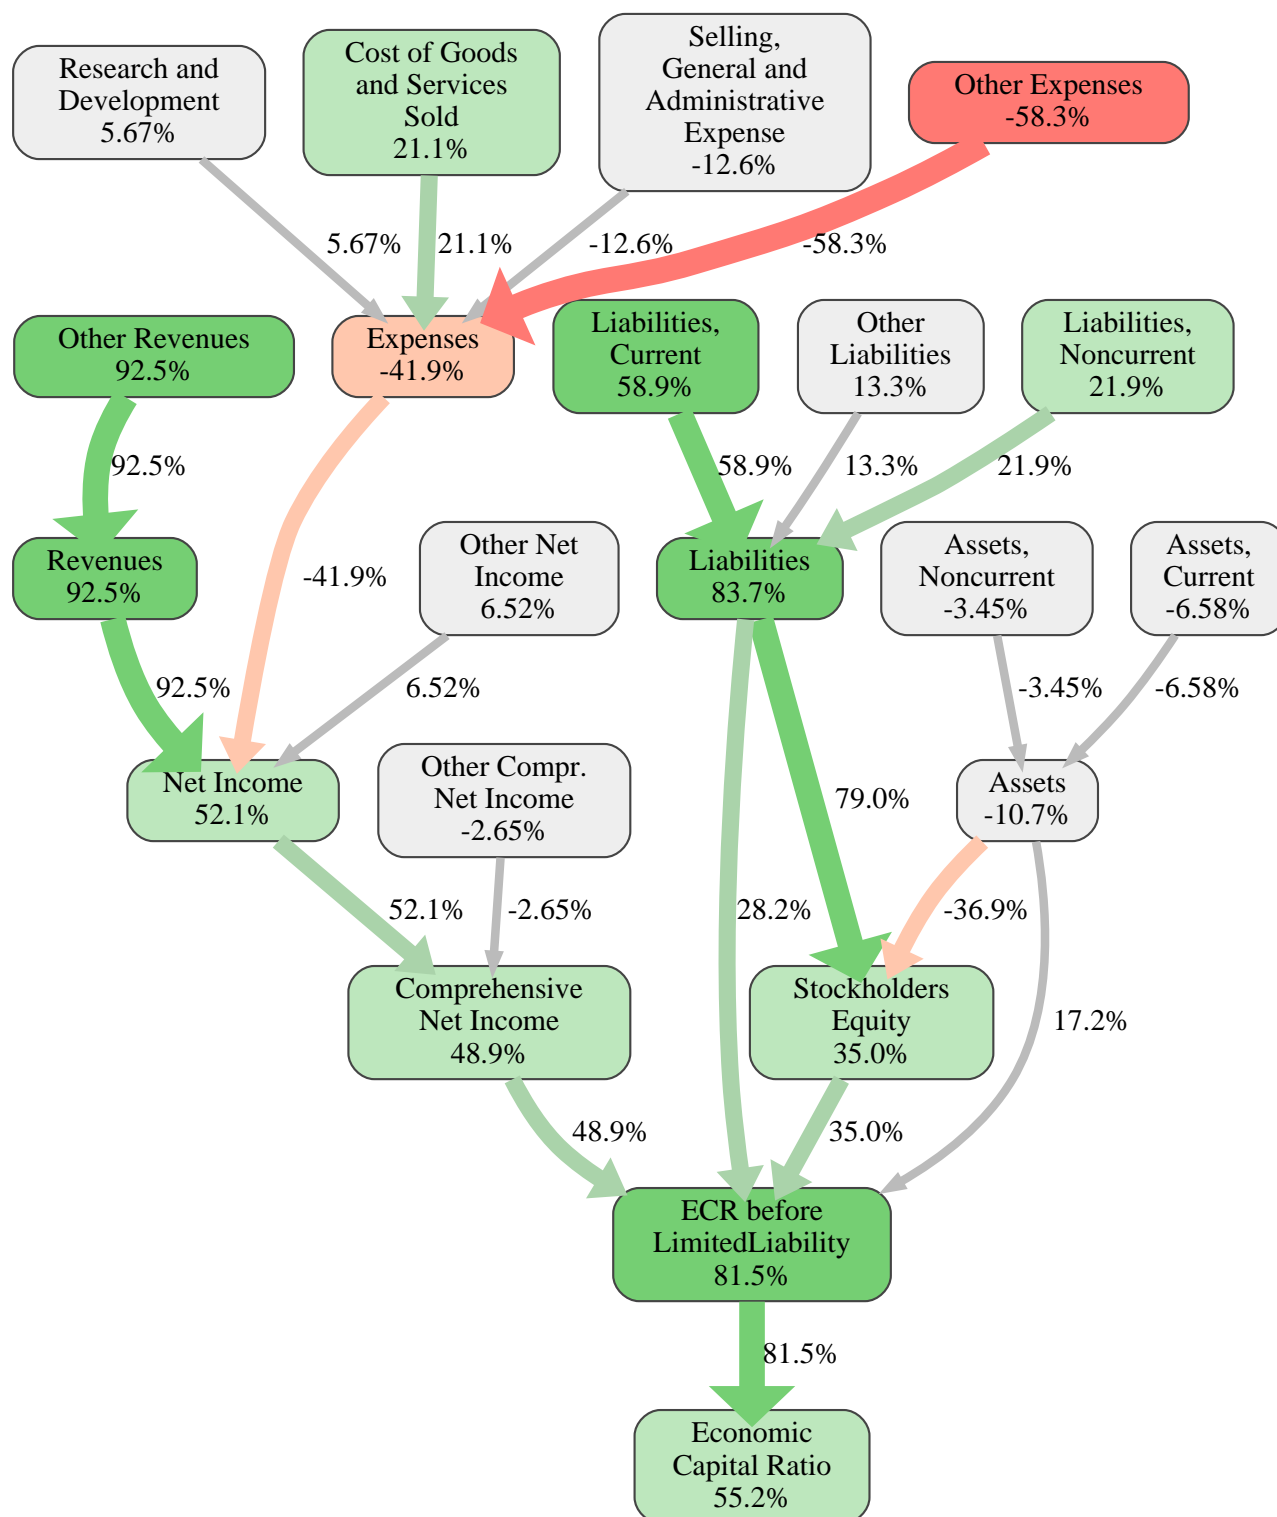 Research and
Development
5.67%
Cost of Goods
and Services
Sold
21.1%
Selling,
General and
Administrative
Expense
-12.6%
Other Expenses
-58.3%
5.67%
21.1%
-12.6%
-58.3%
Other Revenues
92.5%
Expenses
-41.9%
Liabilities,
Current
58.9%
Other
Liabilities
13.3%
Liabilities,
Noncurrent
21.9%
92.5%
58.9%
13.3%
21.9%
Revenues
92.5%
-41.9%
Other Net
Income
6.52%
Liabilities
83.7%
Assets,
Noncurrent
-3.45%
Assets,
Current
-6.58%
92.5%
6.52%
-3.45%
-6.58%
Net Income
52.1%
Other Compr.
Net Income
-2.65%
79.0%
Assets
-10.7%
52.1%
-2.65%
28.2%
-36.9%
Comprehensive
Net Income
48.9%
Stockholders
Equity
35.0%
17.2%
48.9%
35.0%
ECR before
LimitedLiability
81.5%
81.5%
Economic
Capital Ratio
55.2%